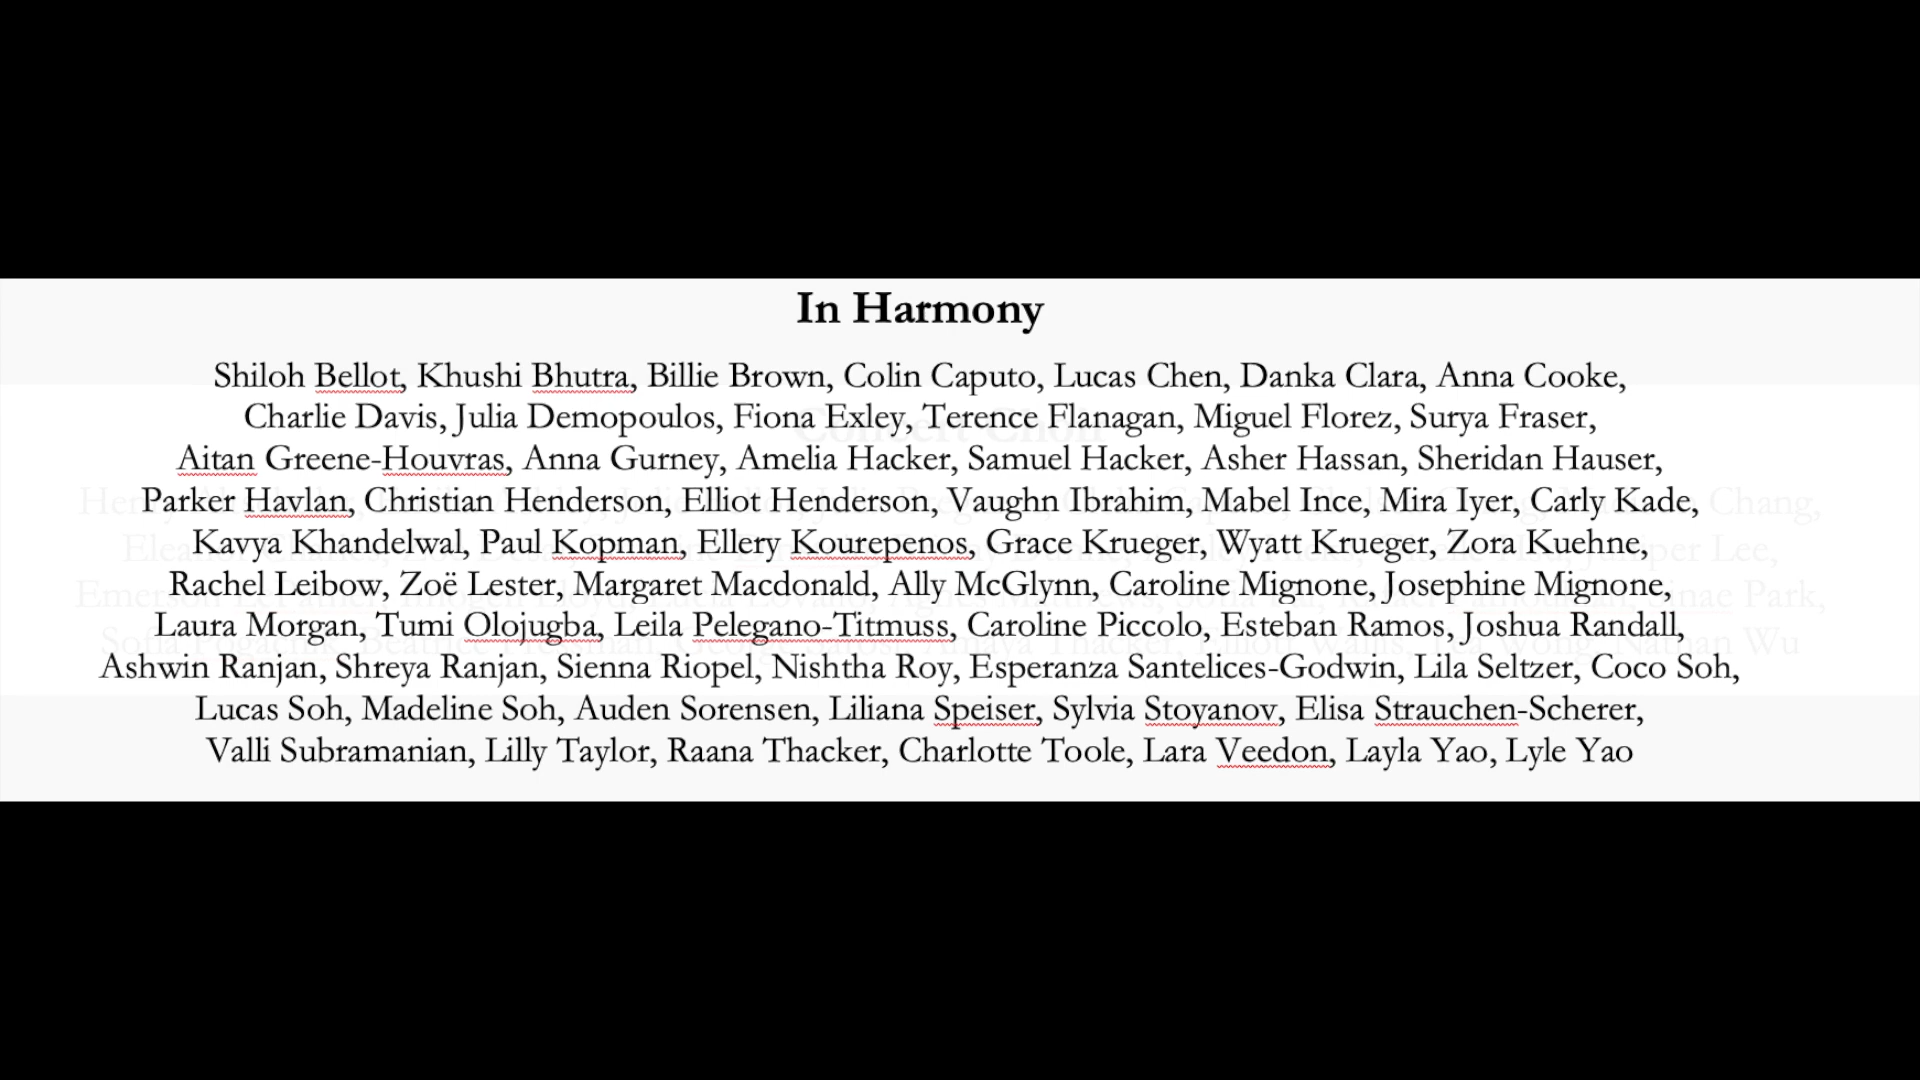 In Harmony
Shiloh Bellot, Khushi Bhutra, Billie Brown, Colin Caputo, Lucas Chen, Danka Clara, Anna Cooke,
Charlie Davis, Julia Demopoulos, Fiona Exley, Terence Flanagan, Miguel Florez, Surya Fraser,
Aitan Greene-Houvras, Anna Gurney, Amelia Hacker, Samuel Hacker, Asher Hassan, Sheridan Hauser,
Parker Havlan, Christian Henderson, Elliot Henderson, Vaughn Ibrahim, Mabel Ince, Mira Iyer, Carly Kade,
Kavya Khandelwal, Paul Kopman, Ellery Kourepenos, Grace Krueger, Wyatt Krueger, Zora Kuehne,
Rachel Leibow, Zoë Lester, Margaret Macdonald, Ally McGlynn, Caroline Mignone, Josephine Mignone,
Laura Morgan, Tumi Olojugba, Leila Pelegano-Titmuss, Caroline Piccolo, Esteban Ramos, Joshua Randall,
Ashwin Ranjan, Shreya Ranjan, Sienna Riopel, Nishtha Roy, Esperanza Santelices-Godwin, Lila Seltzer, Coco Soh,
Lucas Soh, Madeline Soh, Auden Sorensen, Liliana Speiser, Sylvia Stoyanov, Elisa Strauchen-Scherer,
Valli Subramanian, Lilly Taylor, Raana Thacker, Charlotte Toole, Lara Veedon, Layla Yao, Lyle Yao